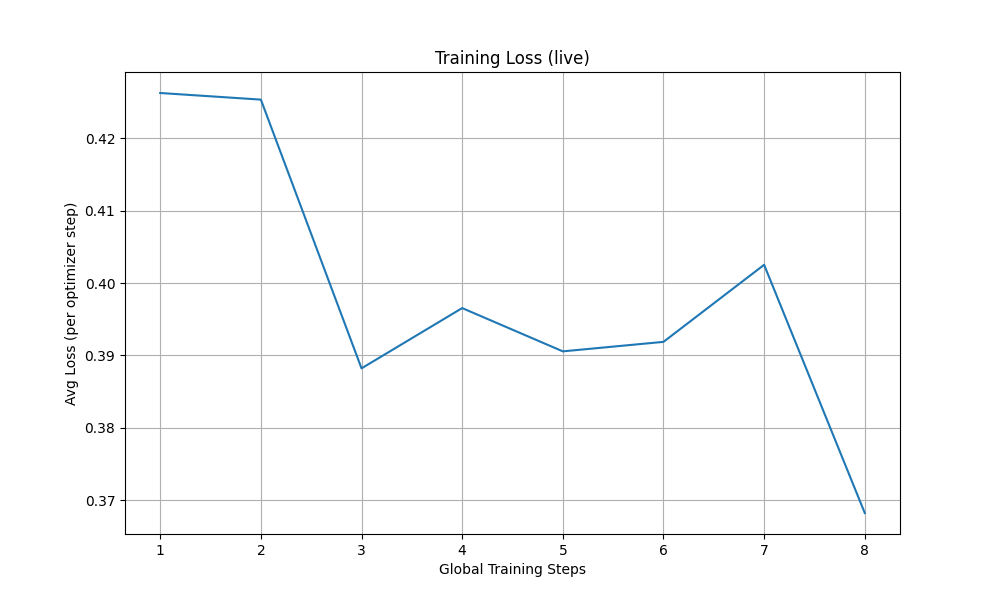 Training Loss (live)
Avg Loss (per optimizer step)
0.42
0.41
0.40
0.39
0.38
0.37
1 2 3 4 5 6 7 8
Global Training Steps